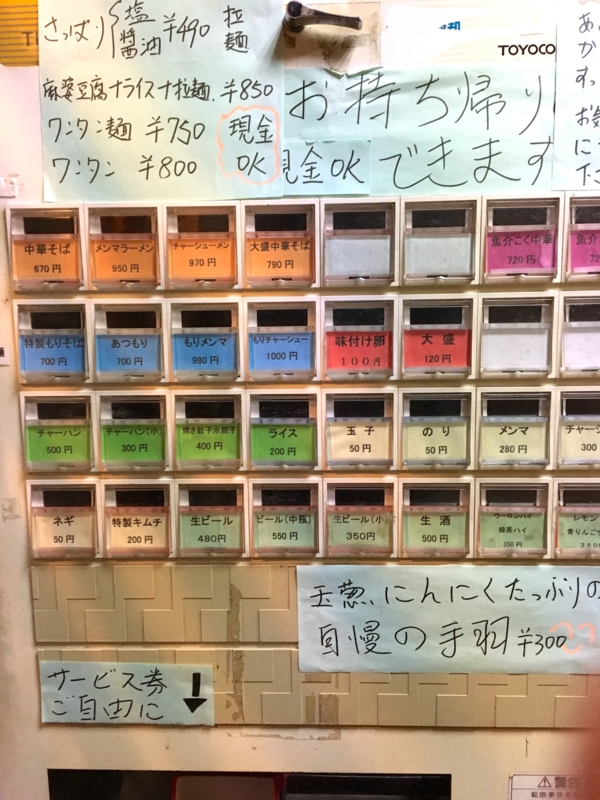 さっぱり 塩 醤油 ¥490 拉麺
麻婆豆腐+ライス+拉麺 ¥850
ワンタン麺 ¥750
ワンタン ¥800
現金
OK
TOYOCO
お持ち帰り
現金OK できます
中華そば
670円
メンマラーメン
950円
チャーシューメン
970円
大盛中華そば
790円
魚介こく中華
720円
魚介
特製もりそば
700円
あつもり
700円
もりメンマ
980円
もりチャーシュー
1000円
味付け卵
100円
大盛
120円
チャーハン
500円
チャーハン(小)
300円
焼き餃子水餃子
400円
ライス
200円
玉子
50円
のり
50円
メンマ
280円
チャーシ
300
ネギ
50円
特製キムチ
200円
生ビール
480円
ビール(中瓶)
550円
生ビール(小)
350円
生酒
500円
ウーロンハイ
緑茶ハイ
350円
レモン
青りんごサ
350
玉葱にんにくたっぷりの
自慢の手羽 ¥300
サービス券
ご自由に ↓
警告